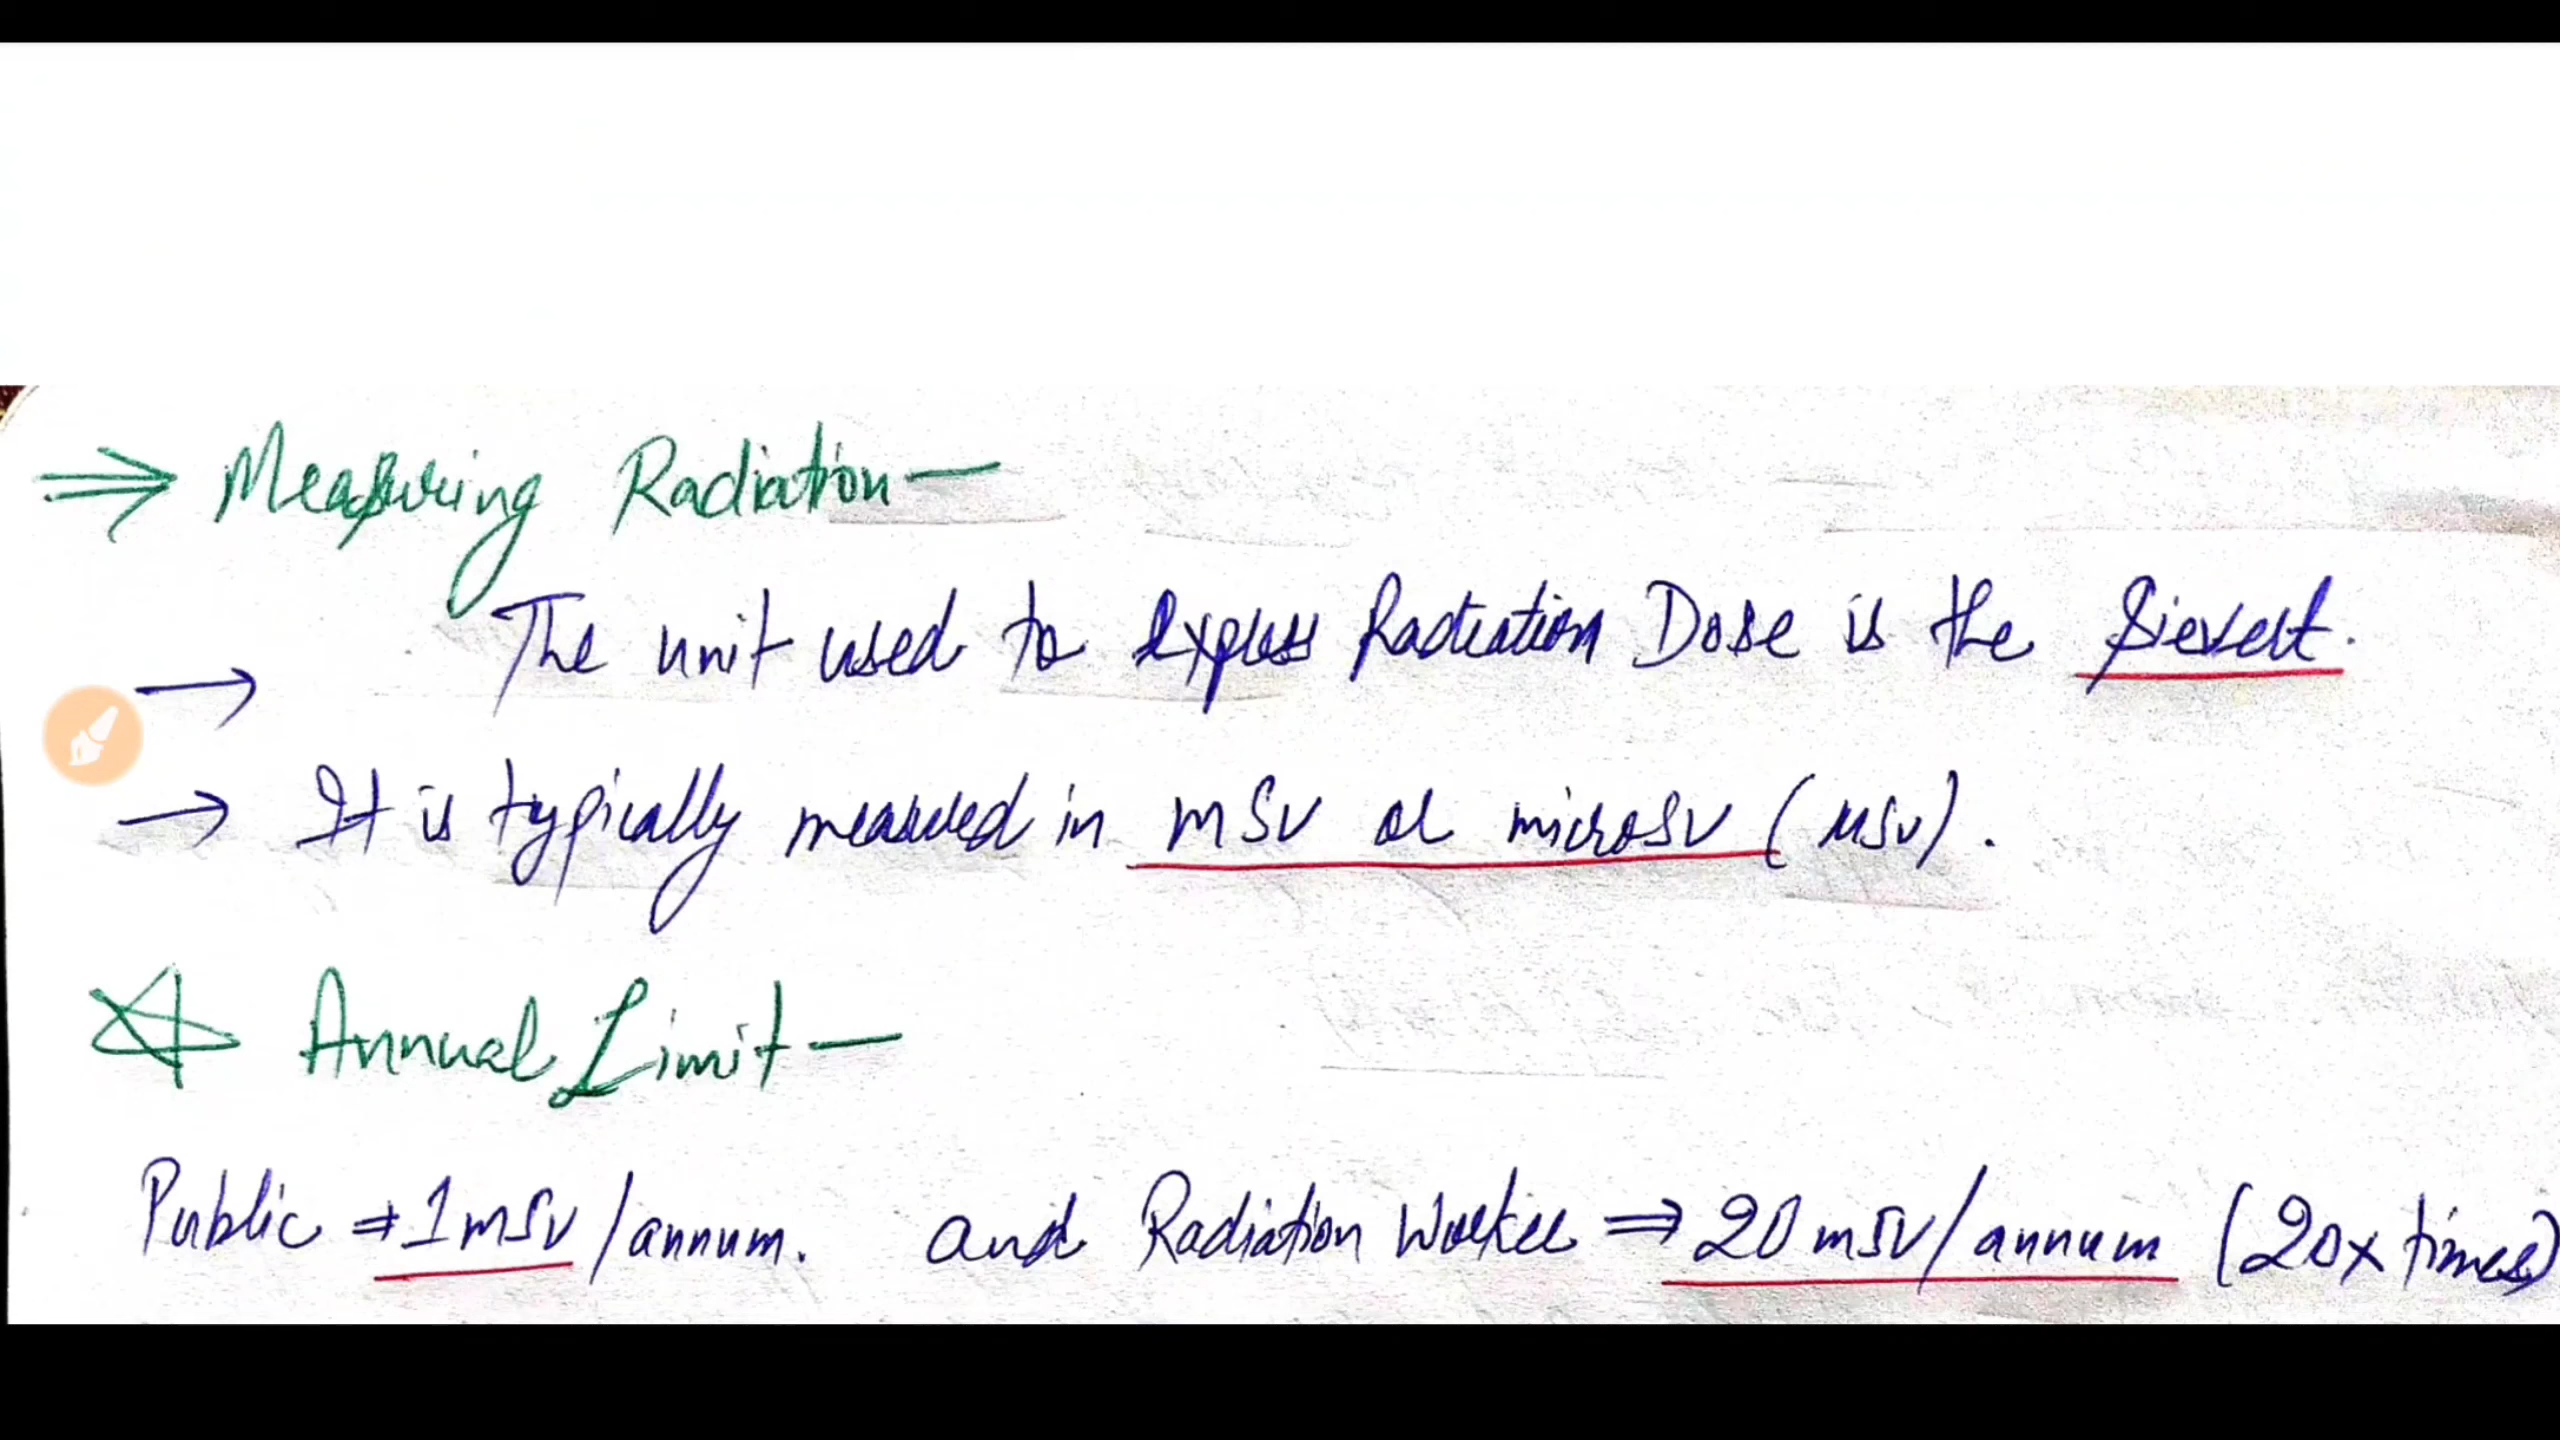 ⇒ Measuring Radiation —
→ The unit used to express Radiation Dose is the Sievert.
→ It is typically measured in mSv or microSv (μSv).
☆ Annual Limit —
Public ⇒ 1mSv/annum. and Radiation Worker ⇒ 20 mSv/annum (20x times)